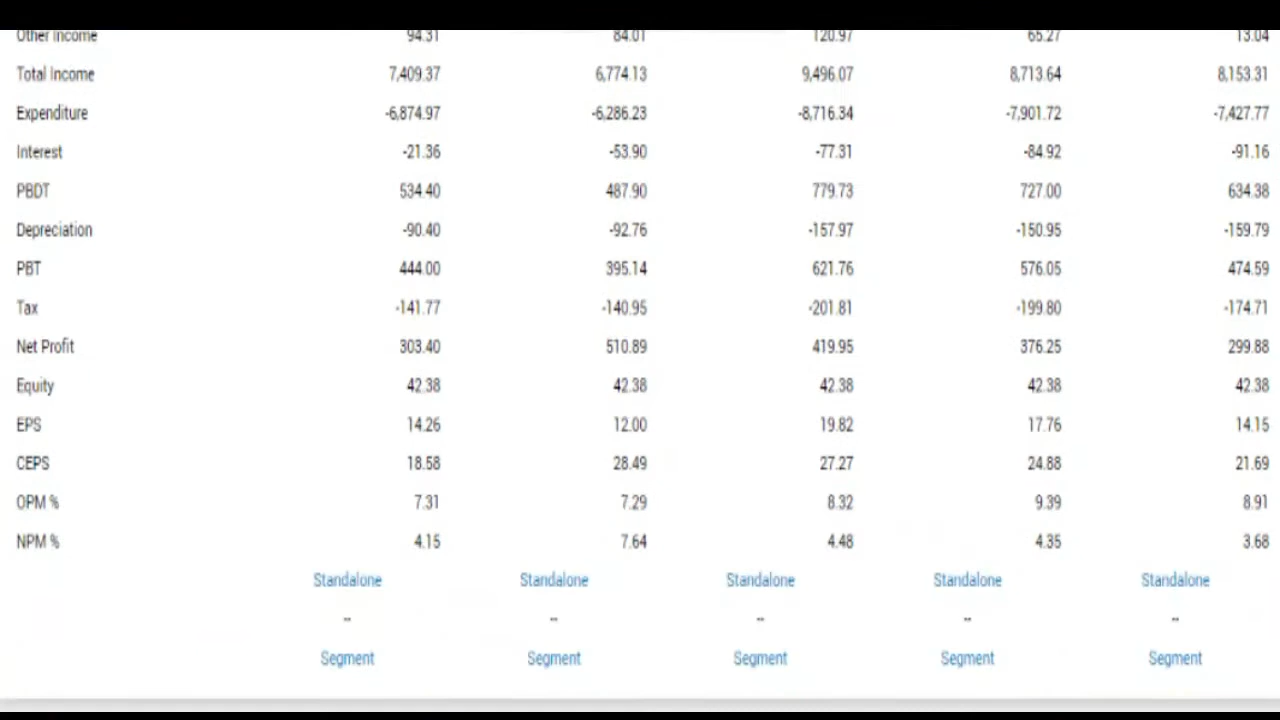 Other Income 94.31 84.01 120.97 65.27 13.04
Total Income 7,409.37 6,774.13 9,496.07 8,713.64 8,153.31
Expenditure -6,874.97 -6,286.23 -8,716.34 -7,901.72 -7,427.77
Interest -21.36 -53.90 -77.31 -84.92 -91.16
PBDT 534.40 487.90 779.73 727.00 634.38
Depreciation -90.40 -92.76 -157.97 -150.95 -159.79
PBT 444.00 395.14 621.76 576.05 474.59
Tax -141.77 -140.95 -201.81 -199.80 -174.71
Net Profit 303.40 510.89 419.95 376.25 299.88
Equity 42.38 42.38 42.38 42.38 42.38
EPS 14.26 12.00 19.82 17.76 14.15
CEPS 18.58 28.49 27.27 24.88 21.69
OPM % 7.31 7.29 8.32 9.39 8.91
NPM % 4.15 7.64 4.48 4.35 3.68
Standalone Standalone Standalone Standalone Standalone
-- -- -- -- --
Segment Segment Segment Segment Segment